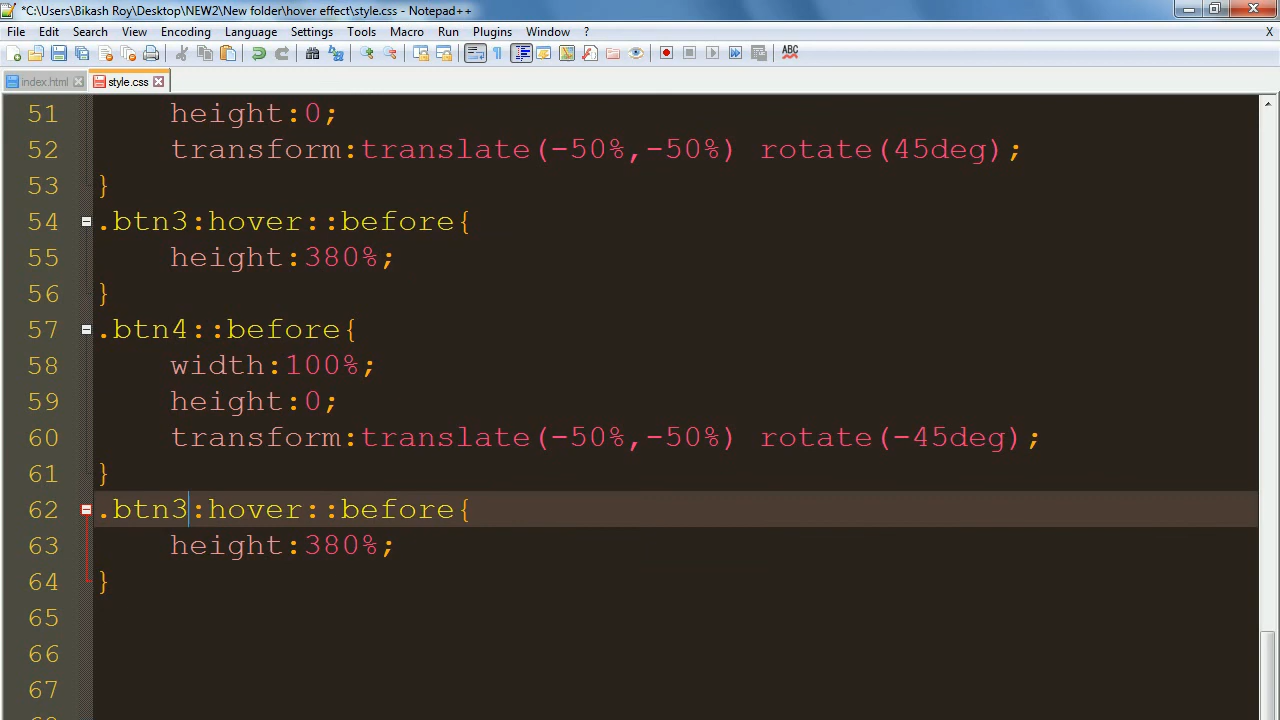 *C:\Users\Bikash Roy\Desktop\NEW2\New folder\hover effect\style.css - Notepad++
File Edit Search View Encoding Language Settings Tools Macro Run Plugins Window ? X
ABC
index.html style.css
51 height:0;
52 transform:translate(-50%,-50%) rotate(45deg);
53 }
54 .btn3:hover::before{
55 height:380%;
56 }
57 .btn4::before{
58 width:100%;
59 height:0;
60 transform:translate(-50%,-50%) rotate(-45deg);
61 }
62 .btn3:hover::before{
63 height:380%;
64 }
65
66
67